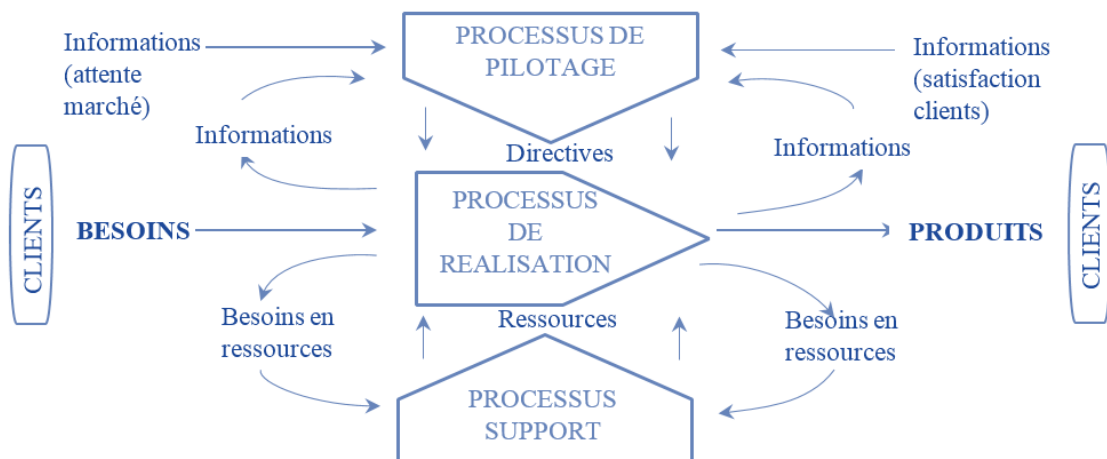 Informations
(attente
marché)
PROCESSUS DE
PILOTAGE
Informations
(satisfaction
clients)
Informations
Directives
Informations
CLIENTS
BESOINS
PROCESSUS
DE
REALISATION
PRODUITS
CLIENTS
Besoins en
ressources
Ressources
Besoins en
ressources
PROCESSUS
SUPPORT